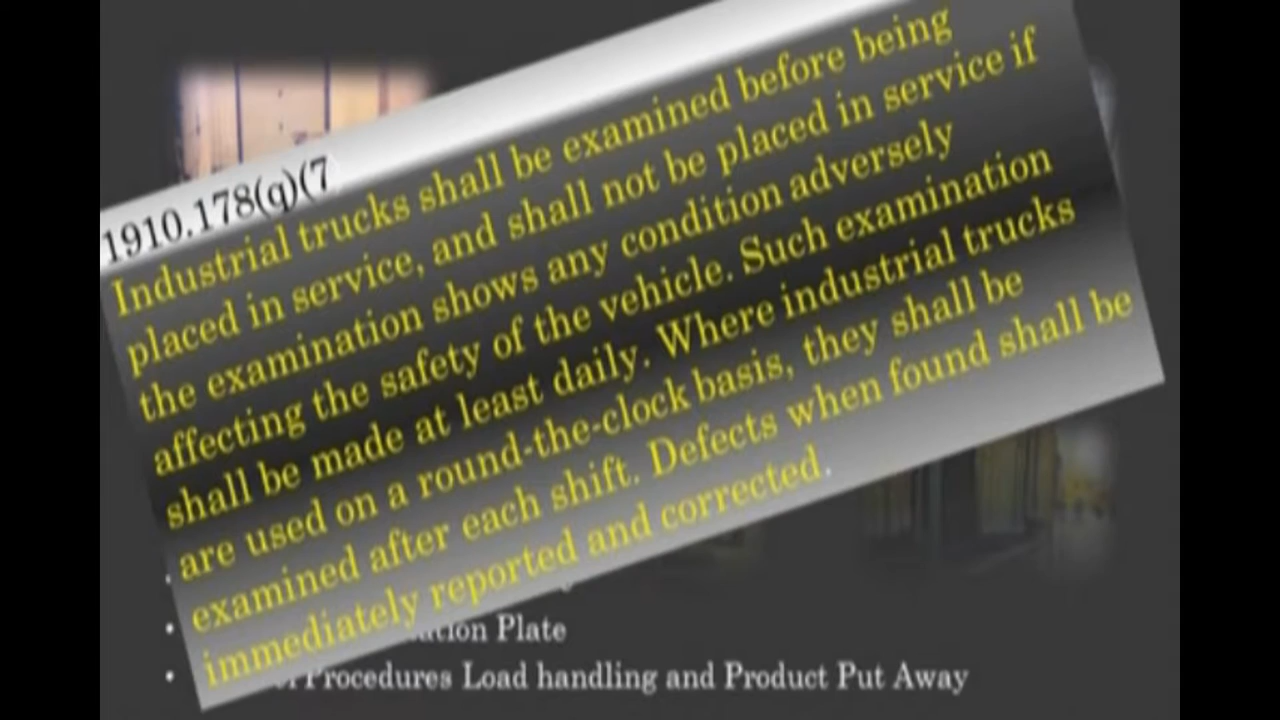 1910.178(q)(7
Industrial trucks shall be examined before being
placed in service, and shall not be placed in service if
the examination shows any condition adversely
affecting the safety of the vehicle. Such examination
shall be made at least daily. Where industrial trucks
are used on a round-the-clock basis, they shall be
examined after each shift. Defects when found shall be
immediately reported and corrected.
• Plate
• Procedures Load handling and Product Put Away